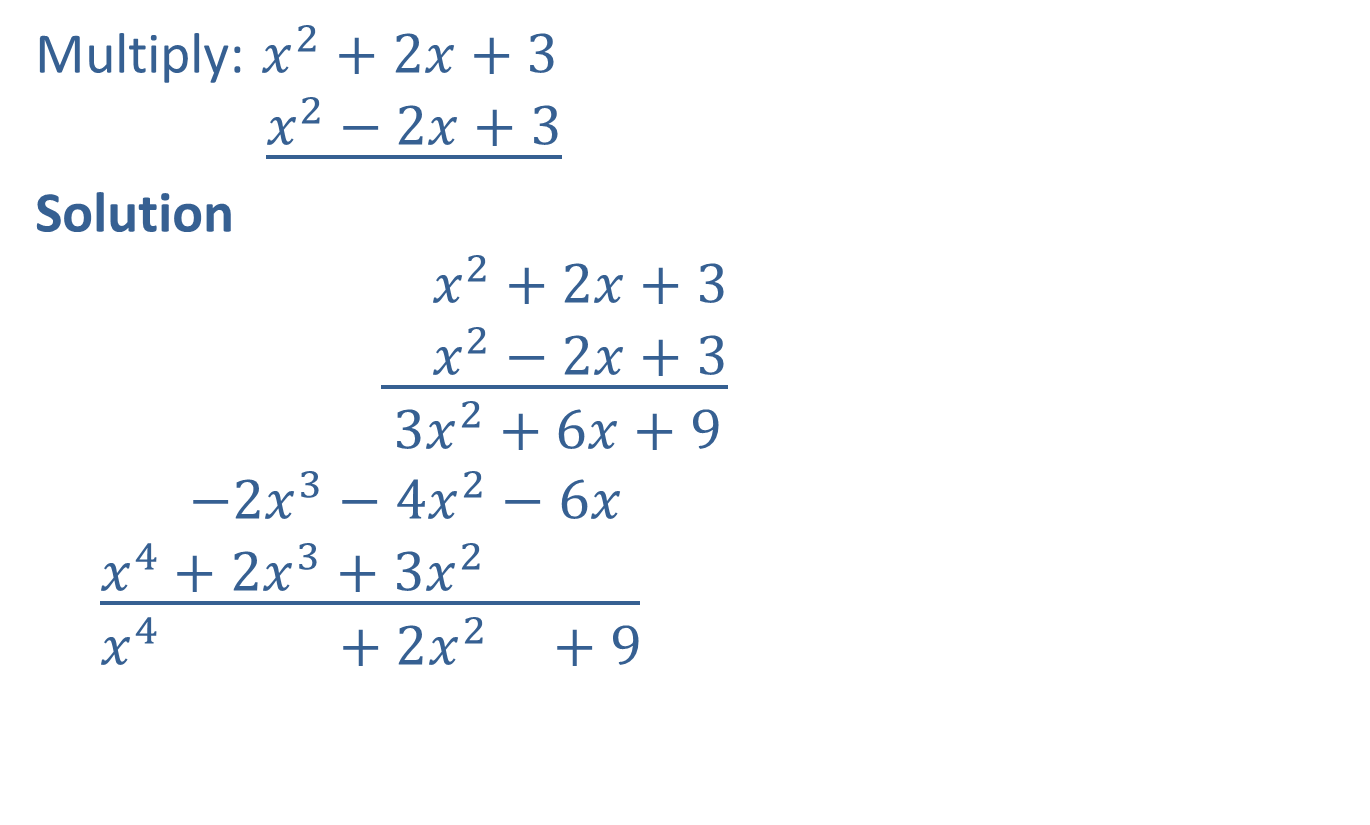 Multiply: x² + 2x + 3
x² − 2x + 3
Solution
x² + 2x + 3
x² − 2x + 3
3x² + 6x + 9
−2x³ − 4x² − 6x
x⁴ + 2x³ + 3x²
x⁴ + 2x² + 9